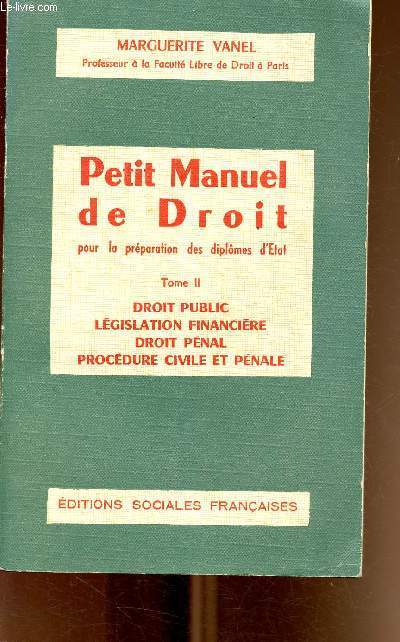 Le-livre.com
MARGUERITE VANEL
Professeur à la Faculté Libre de Droit à Paris
Petit Manuel
de Droit
pour la préparation des diplômes d'Etat
Tome II
DROIT PUBLIC
LÉGISLATION FINANCIÈRE
DROIT PÉNAL
PROCÉDURE CIVILE ET PÉNALE
ÉDITIONS SOCIALES FRANÇAISES